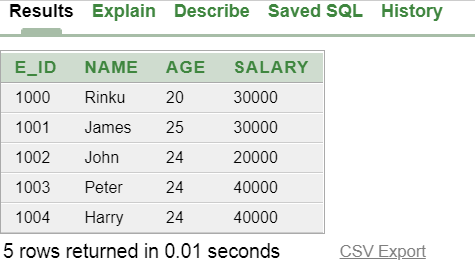 Results Explain Describe Saved SQL History
E_ID NAME AGE SALARY
1000 Rinku 20 30000
1001 James 25 30000
1002 John 24 20000
1003 Peter 24 40000
1004 Harry 24 40000
5 rows returned in 0.01 seconds CSV Export